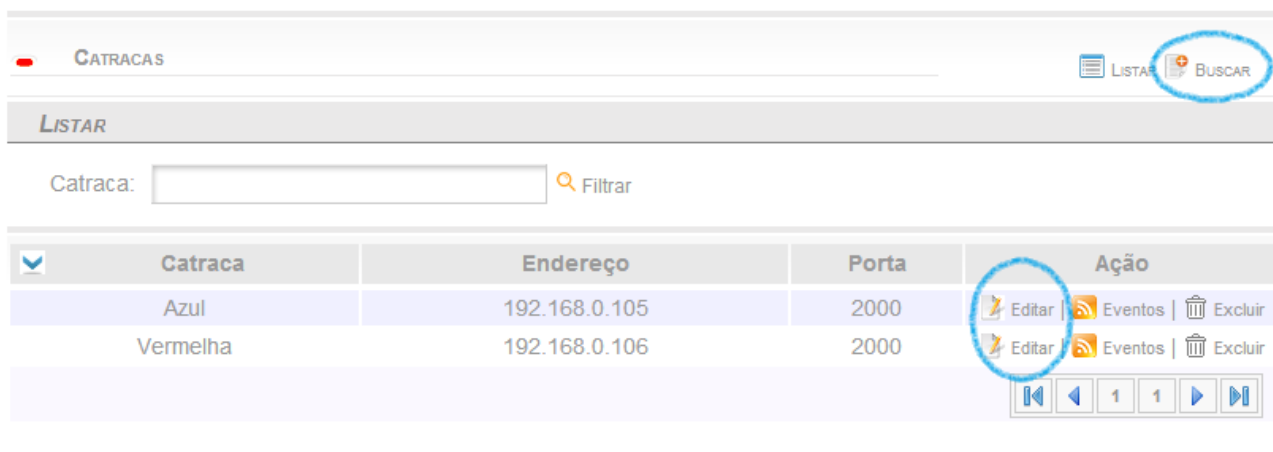 CATRACAS
LISTAR BUSCAR
LISTAR
Catraca: Filtrar
Catraca Endereço Porta Ação
Azul 192.168.0.105 2000 Editar | Eventos | Excluir
Vermelha 192.168.0.106 2000 Editar | Eventos | Excluir
1 1